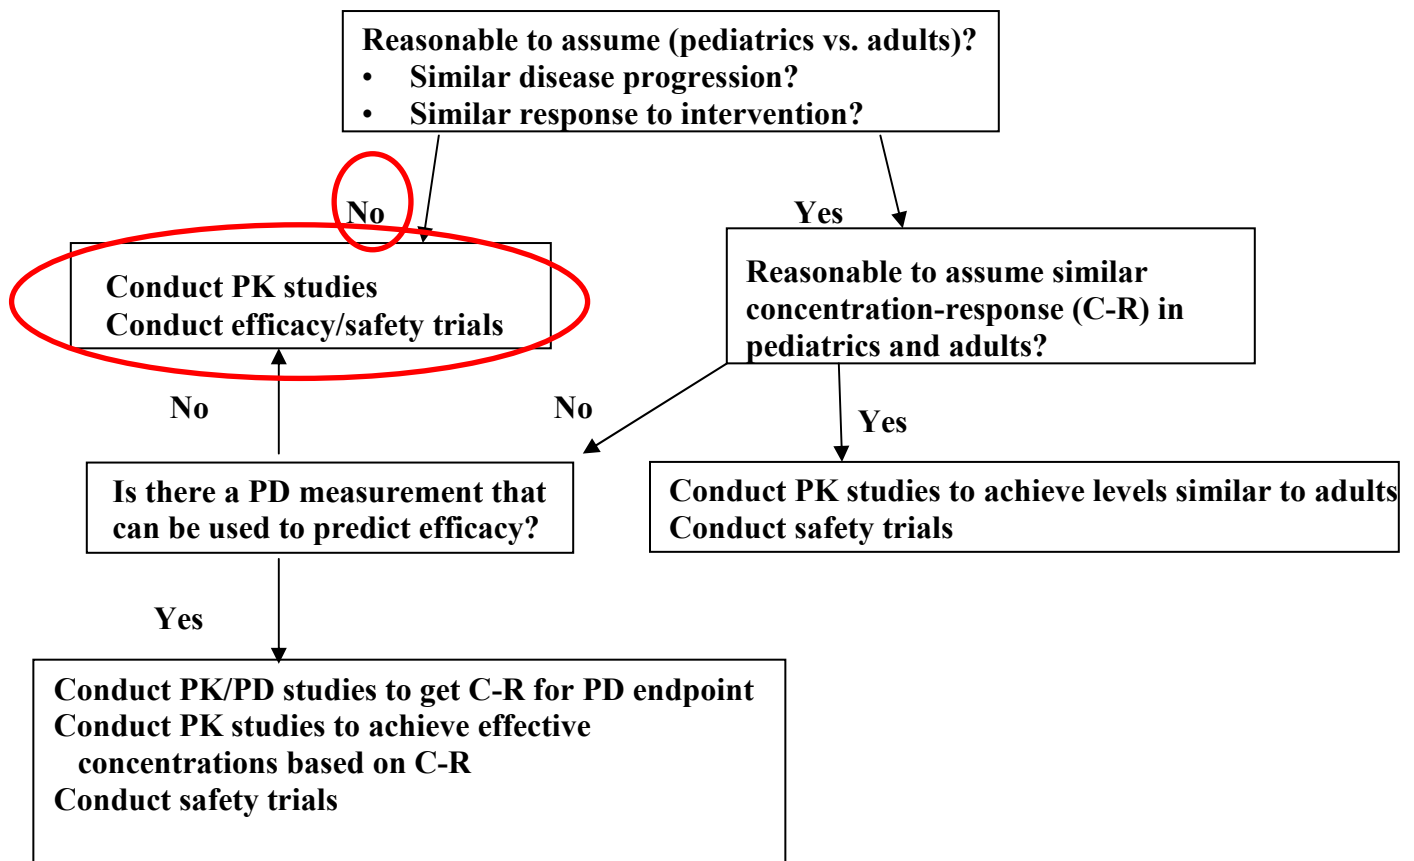 Reasonable to assume (pediatrics vs. adults)?
• Similar disease progression?
• Similar response to intervention?
No
Yes
Conduct PK studies
Conduct efficacy/safety trials
Reasonable to assume similar
concentration-response (C-R) in
pediatrics and adults?
No
No
Yes
Is there a PD measurement that
can be used to predict efficacy?
Conduct PK studies to achieve levels similar to adults
Conduct safety trials
Yes
Conduct PK/PD studies to get C-R for PD endpoint
Conduct PK studies to achieve effective
concentrations based on C-R
Conduct safety trials